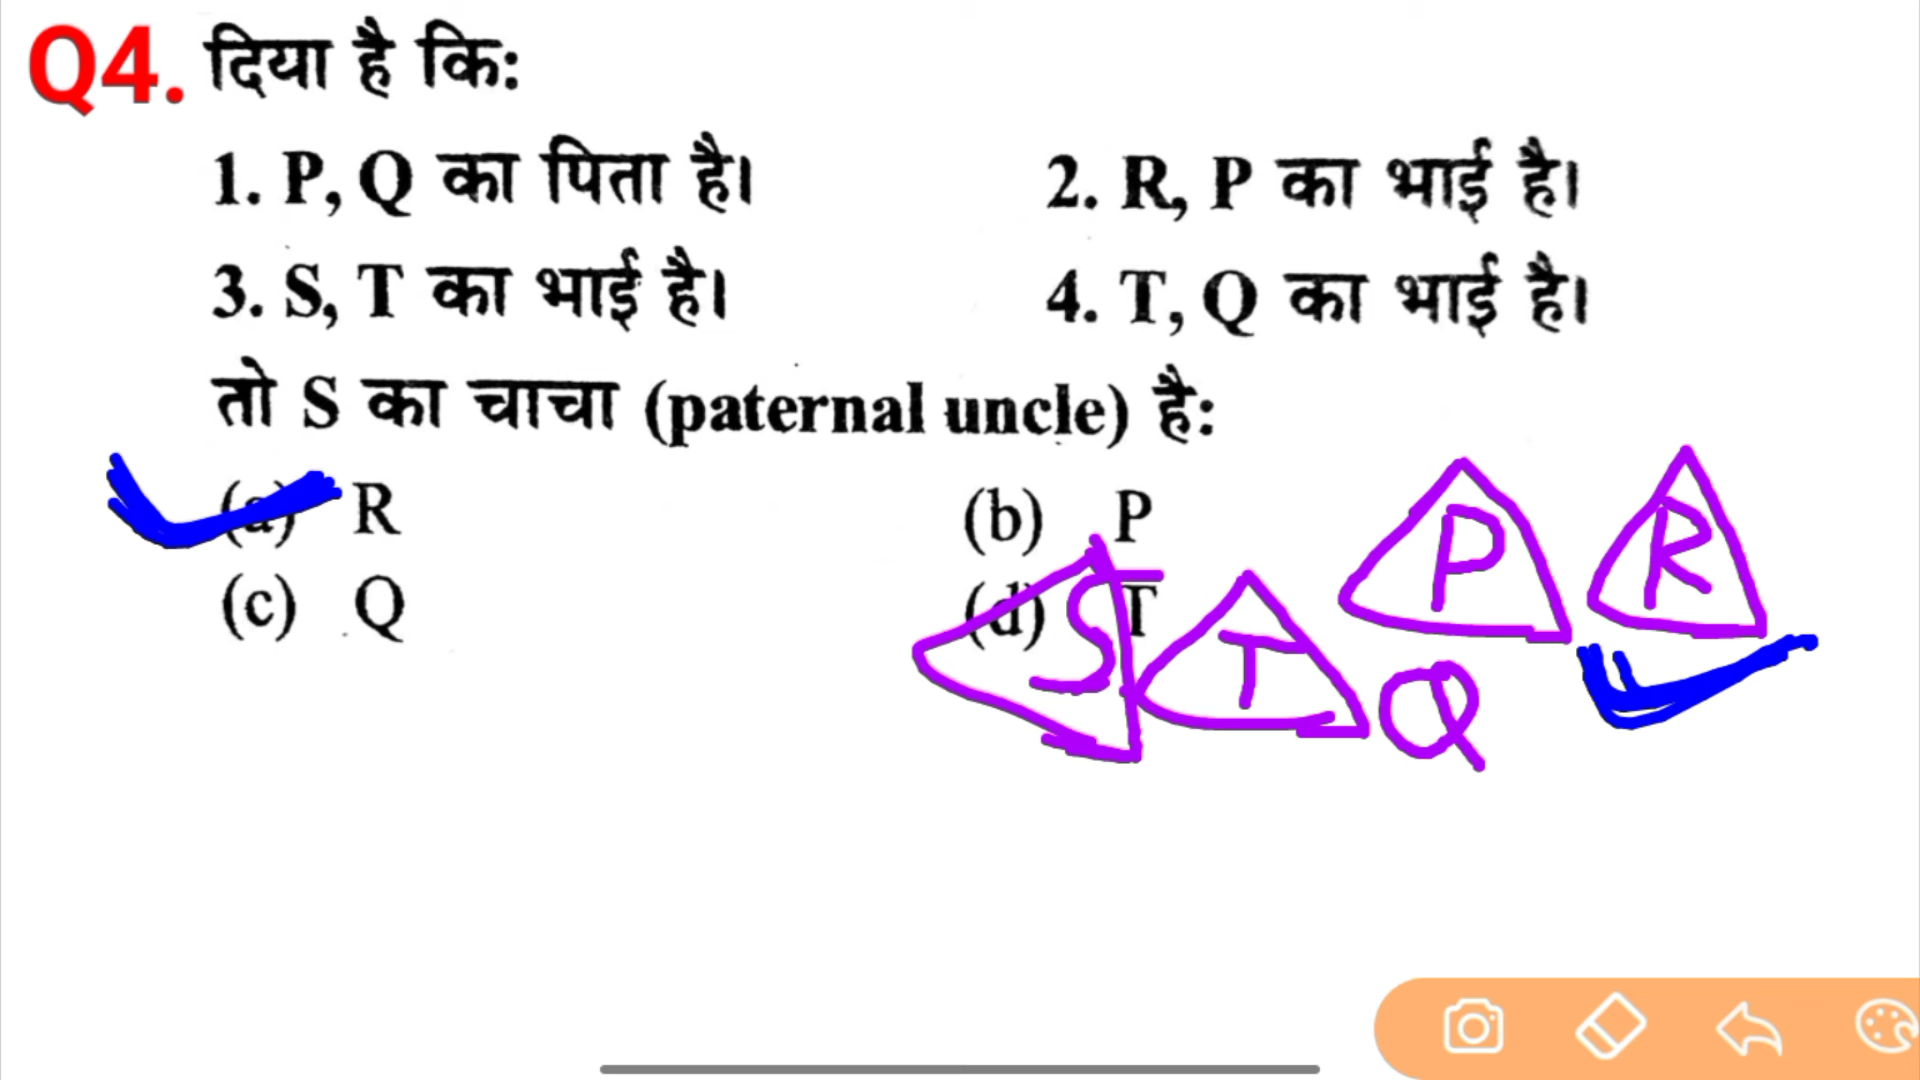 Q4. दिया है कि:
1. P, Q का पिता है। 2. R, P का भाई है।
3. S, T का भाई है। 4. T, Q का भाई है।
तो S का चाचा (paternal uncle) है:
(a) R (b) P
(c) Q (d) T
P R
S T Q